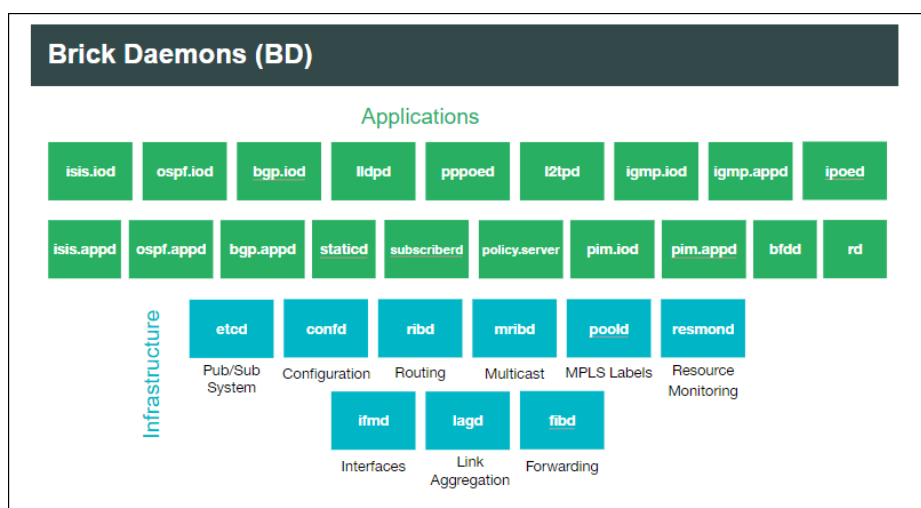 Brick Daemons (BD)
Applications
isis.iod ospf.iod bgp.iod lldpd pppoed l2tpd igmp.iod igmp.appd ipoed
isis.appd ospf.appd bgp.appd staticd subscriberd policy.server pim.iod pim.appd bfdd rd
Infrastructure
etcd confd ribd mribd poold resmond
Pub/Sub System Configuration Routing Multicast MPLS Labels Resource Monitoring
ifmd lagd fibd
Interfaces Link Aggregation Forwarding